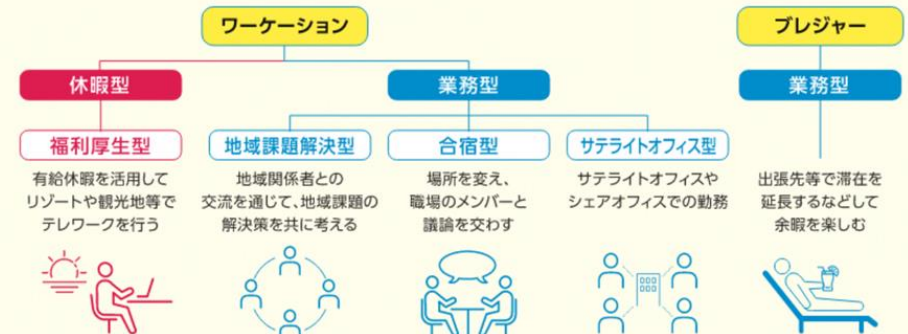 ワーケーション
ブレジャー
休暇型
業務型
業務型
福利厚生型
地域課題解決型
合宿型
サテライトオフィス型
有給休暇を活用して
リゾートや観光地等で
テレワークを行う
地域関係者との
交流を通じて、地域課題の
解決策を共に考える
場所を変え、
職場のメンバーと
議論を交わす
サテライトオフィスや
シェアオフィスでの勤務
出張先等で滞在を
延長するなどして
余暇を楽しむ